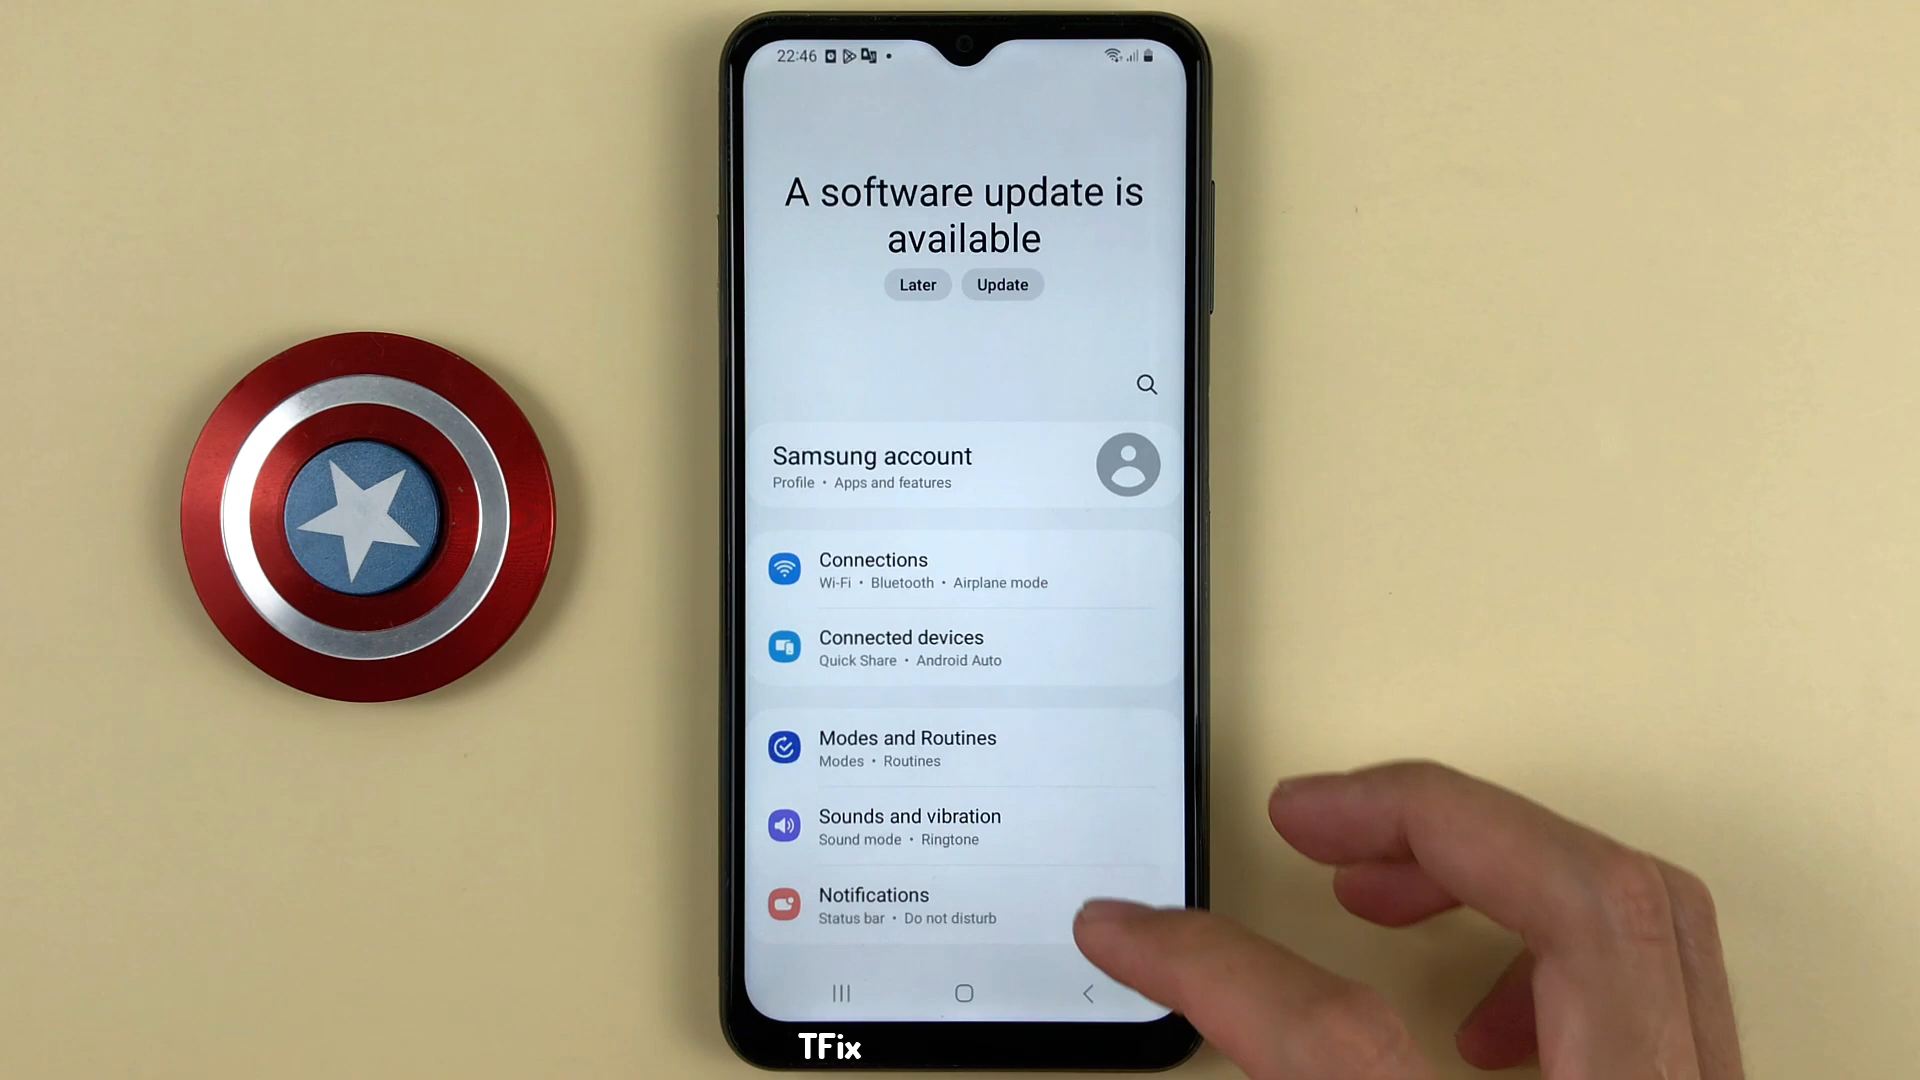 22:46
A software update is
available
Later
Update
Samsung account
Profile • Apps and features
Connections
Wi-Fi • Bluetooth • Airplane mode
Connected devices
Quick Share • Android Auto
Modes and Routines
Modes • Routines
Sounds and vibration
Sound mode • Ringtone
Notifications
Status bar • Do not disturb
TFix